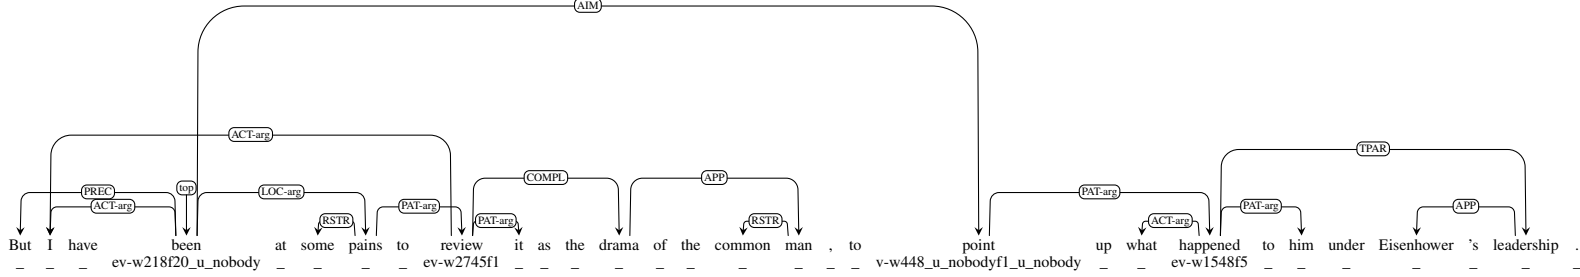 AIM
ACT-arg
TPAR
COMPL APP
PREC top LOC-arg PAT-arg
ACT-arg PAT-arg PAT-arg APP
RSTR PAT-arg RSTR ACT-arg
But I have been at some pains to review it as the drama of the common man , to point up what happened to him under Eisenhower 's leadership .
_ _ _ ev-w218f20_u_nobody _ _ _ _ ev-w2745f1 _ _ _ _ _ _ _ _ _ _ v-w448_u_nobodyf1_u_nobody _ _ ev-w1548f5 _ _ _ _ _ _ _